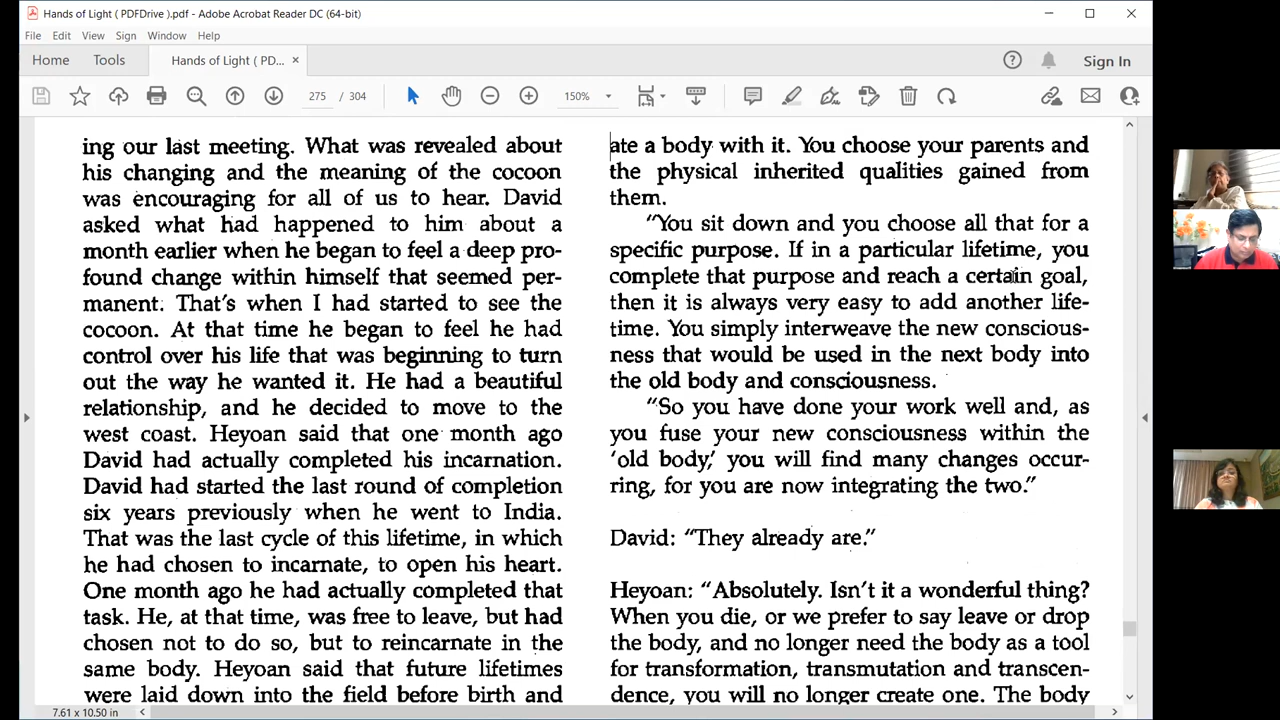 Hands of Light ( PDFDrive ).pdf - Adobe Acrobat Reader DC (64-bit)
File Edit View Sign Window Help
Home Tools Hands of Light ( PD... × Sign In
275 / 304 150%
ing our last meeting. What was revealed about
his changing and the meaning of the cocoon
was encouraging for all of us to hear. David
asked what had happened to him about a
month earlier when he began to feel a deep pro-
found change within himself that seemed per-
manent. That's when I had started to see the
cocoon. At that time he began to feel he had
control over his life that was beginning to turn
out the way he wanted it. He had a beautiful
relationship, and he decided to move to the
west coast. Heyoan said that one month ago
David had actually completed his incarnation.
David had started the last round of completion
six years previously when he went to India.
That was the last cycle of this lifetime, in which
he had chosen to incarnate, to open his heart.
One month ago he had actually completed that
task. He, at that time, was free to leave, but had
chosen not to do so, but to reincarnate in the
same body. Heyoan said that future lifetimes
were laid down into the field before birth and
ate a body with it. You choose your parents and
the physical inherited qualities gained from
them.
"You sit down and you choose all that for a
specific purpose. If in a particular lifetime, you
complete that purpose and reach a certain goal,
then it is always very easy to add another life-
time. You simply interweave the new conscious-
ness that would be used in the next body into
the old body and consciousness.
"So you have done your work well and, as
you fuse your new consciousness within the
'old body,' you will find many changes occur-
ring, for you are now integrating the two."
David: "They already are."
Heyoan: "Absolutely. Isn't it a wonderful thing?
When you die, or we prefer to say leave or drop
the body, and no longer need the body as a tool
for transformation, transmutation and transcen-
dence, you will no longer create one. The body
7.61 x 10.50 in